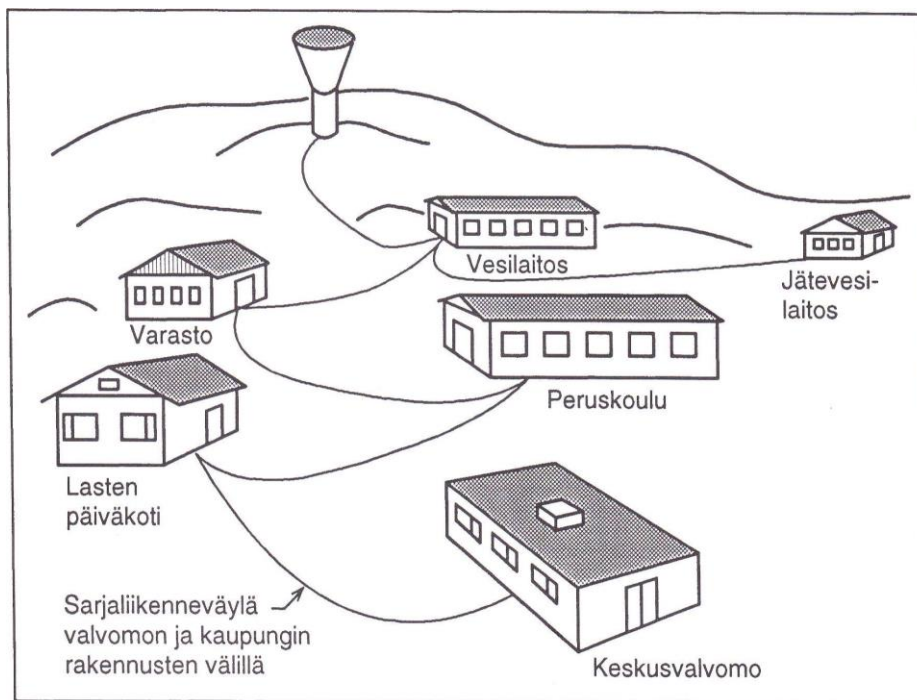 Vesilaitos
Jätevesi-
laitos
Varasto
Peruskoulu
Lasten
päiväkoti
Sarjaliikenneväylä
valvomon ja kaupungin
rakennusten välillä
Keskusvalvomo